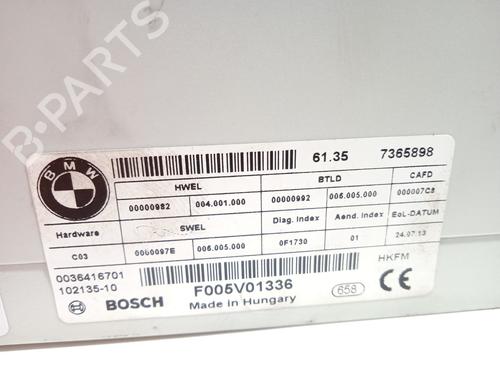 B-PARTS
BMW
61.35 7365898
HWEL BTLD CAFD
00000982 004.001.000 00000992 005.005.000 000007C8
Hardware SWEL Diag. Index Aend. Index EoL-DATUM
C03 0000097E 006.005.000 0F1730 01 24.07.13
0036416701
102135-10
HKFM
BOSCH F005V01336 658 CE
Made in Hungary